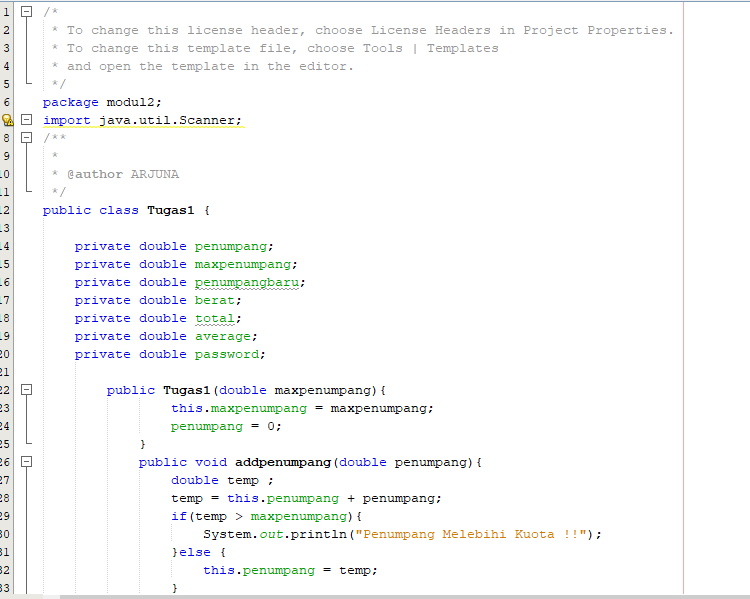 1 /*
2 * To change this license header, choose License Headers in Project Properties.
3 * To change this template file, choose Tools | Templates
4 * and open the template in the editor.
5 */
6 package modul2;
import java.util.Scanner;
8 /**
9 *
10 * @author ARJUNA
11 */
12 public class Tugas1 {
13
14 private double penumpang;
15 private double maxpenumpang;
16 private double penumpangbaru;
17 private double berat;
18 private double total;
19 private double average;
20 private double password;
21
22 public Tugas1(double maxpenumpang){
23 this.maxpenumpang = maxpenumpang;
24 penumpang = 0;
25 }
26 public void addpenumpang(double penumpang){
27 double temp ;
28 temp = this.penumpang + penumpang;
29 if(temp > maxpenumpang){
30 System.out.println("Penumpang Melebihi Kuota !!");
31 }else {
32 this.penumpang = temp;
33 }